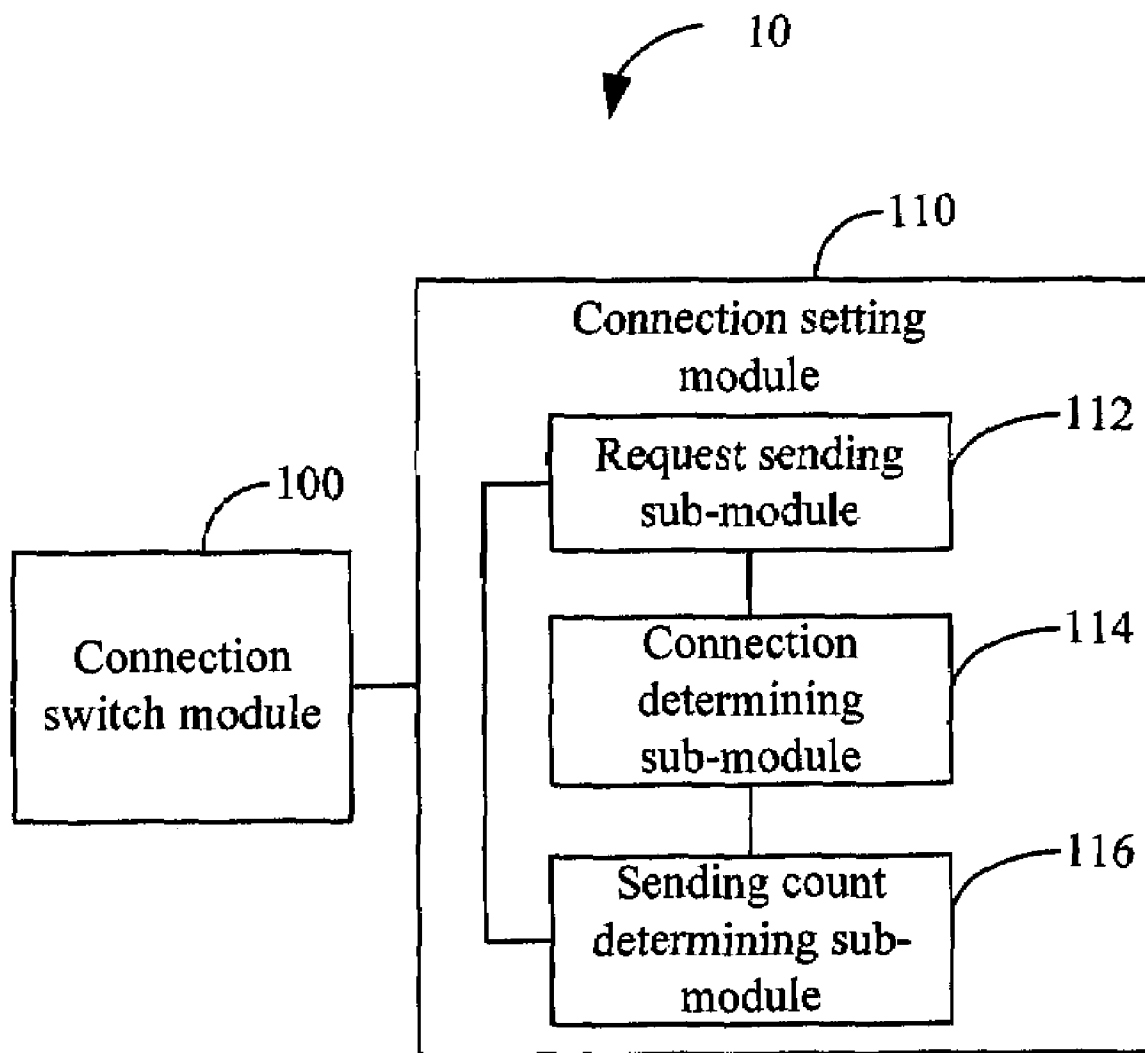 10
110
Connection setting
module
112
Request sending
sub-module
100
Connection
switch module
114
Connection
determining
sub-module
116
Sending count
determining sub-
module